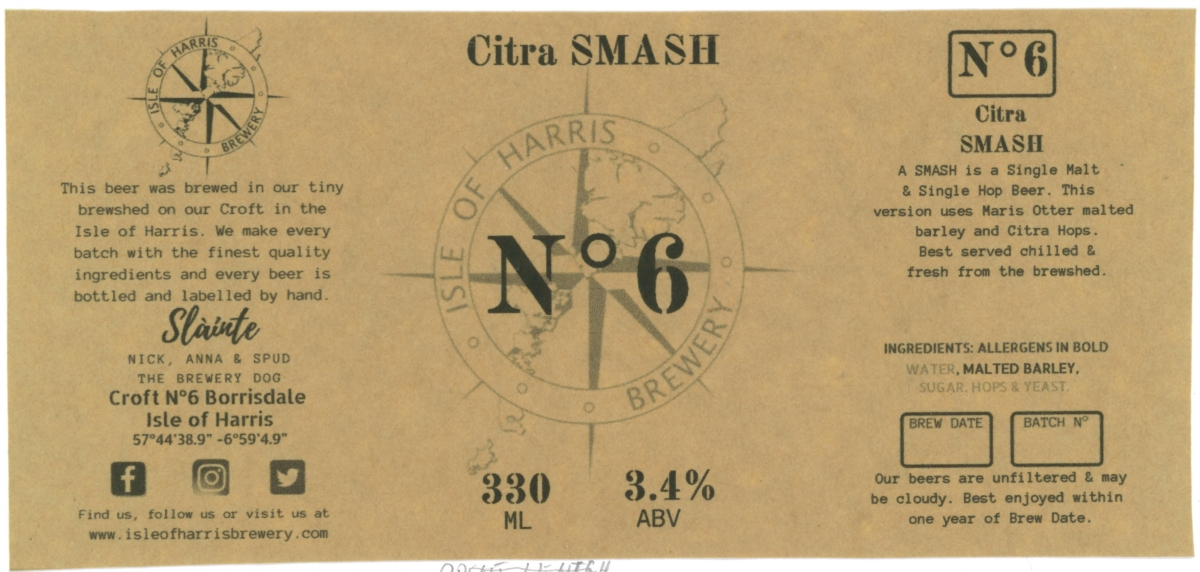 ISLE OF HARRIS
BREWERY
This beer was brewed in our tiny
brewshed on our Croft in the
Isle of Harris. We make every
batch with the finest quality
ingredients and every beer is
bottled and labelled by hand.
Slàinte
NICK, ANNA & SPUD
THE BREWERY DOG
Croft N°6 Borrisdale
Isle of Harris
57°44'38.9" -6°59'4.9"
Find us, follow us or visit us at
www.isleofharrisbrewery.com
Citra SMASH
ISLE OF HARRIS
BREWERY
N°6
330
ML
3.4%
ABV
N°6
Citra
SMASH
A SMASH is a Single Malt
& Single Hop Beer. This
version uses Maris Otter malted
barley and Citra Hops.
Best served chilled &
fresh from the brewshed.
INGREDIENTS: ALLERGENS IN BOLD
WATER, MALTED BARLEY,
SUGAR, HOPS & YEAST.
BREW DATE
BATCH N°
Our beers are unfiltered & may
be cloudy. Best enjoyed within
one year of Brew Date.